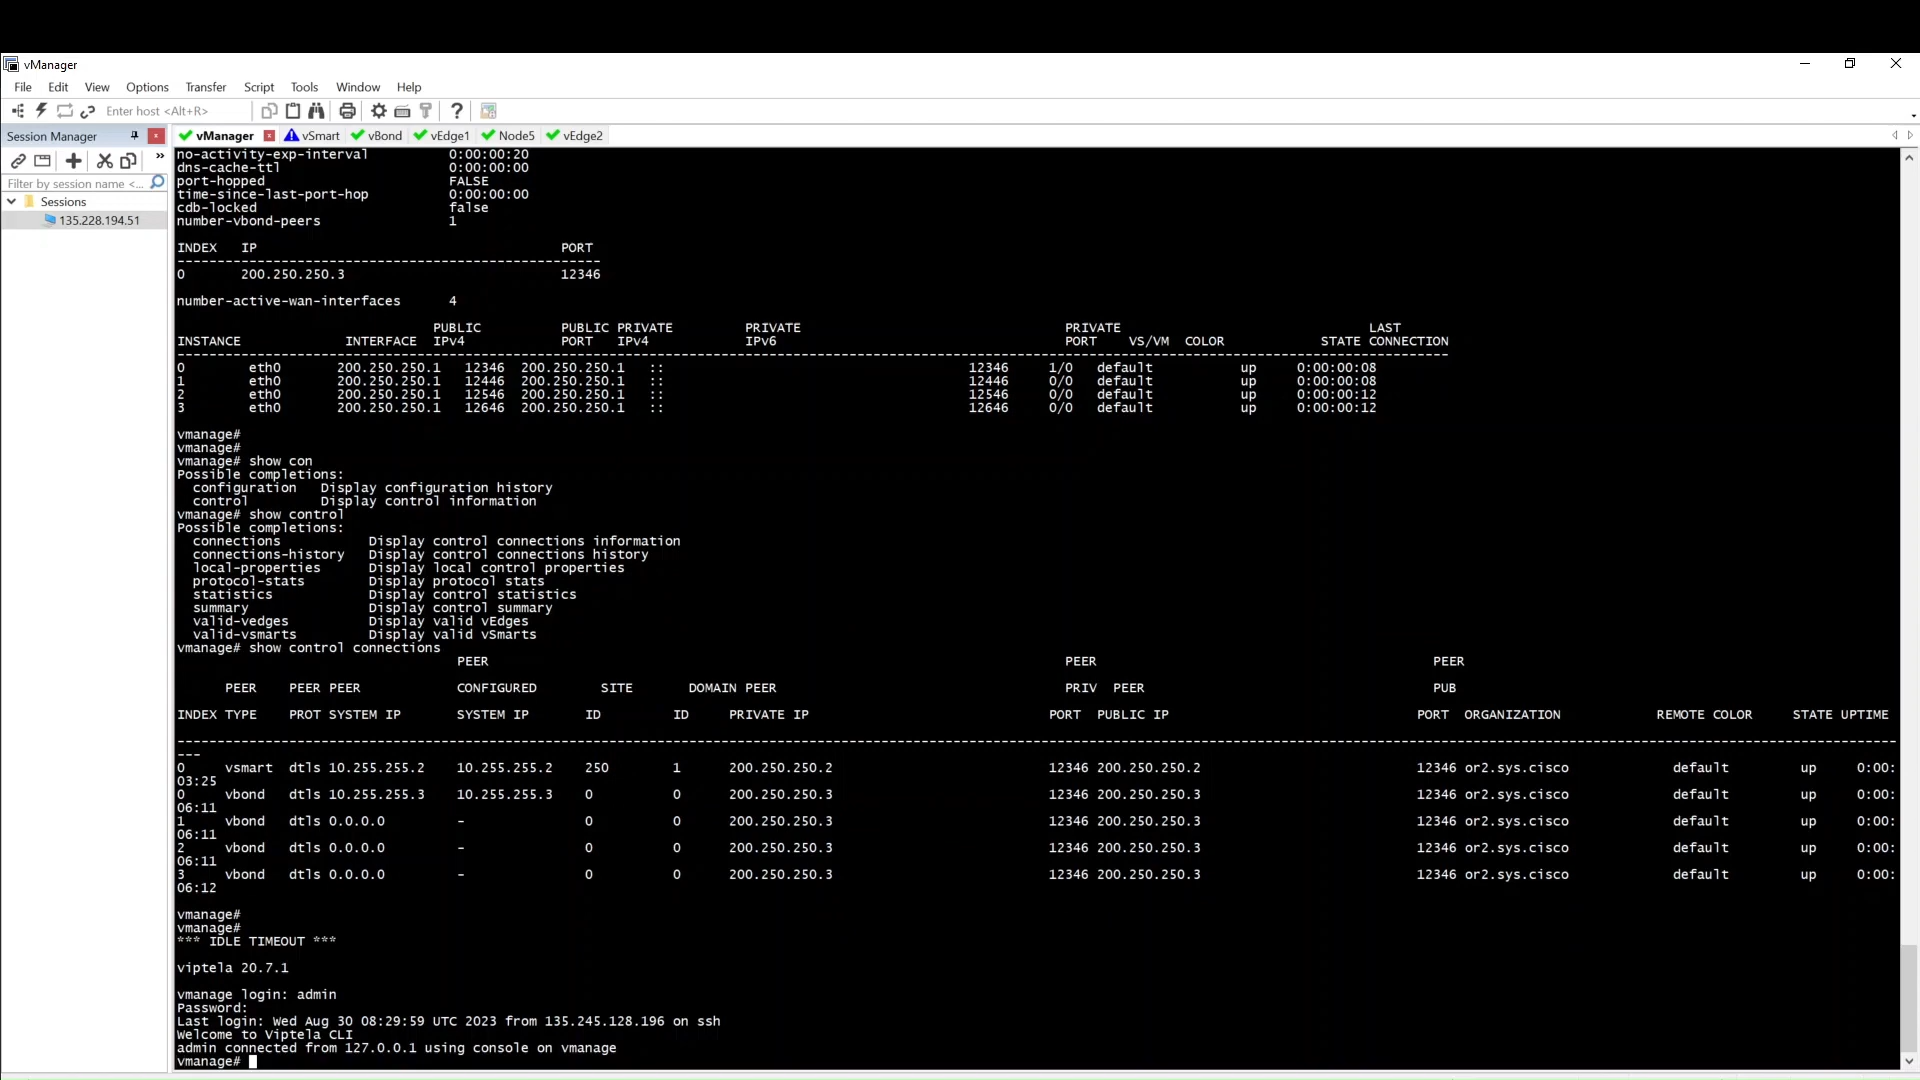 vManager
File Edit View Options Transfer Script Tools Window Help
Enter host <Alt+R>
Session Manager
vManager vSmart vBond vEdge1 Node5 vEdge2
Filter by session name <...
Sessions
135.228.194.51
no-activity-exp-interval 0:00:00:20
dns-cache-ttl 0:00:00:00
port-hopped FALSE
time-since-last-port-hop 0:00:00:00
cdb-locked false
number-vbond-peers 1
INDEX IP PORT
-----------------------------------------------------
0 200.250.250.3 12346
number-active-wan-interfaces 4
PUBLIC PUBLIC PRIVATE PRIVATE PRIVATE LAST
INSTANCE INTERFACE IPv4 PORT IPv4 IPv6 PORT VS/VM COLOR STATE CONNECTION
---------------------------------------------------------------------------------------------------------------------------------------------------------------
0 eth0 200.250.250.1 12346 200.250.250.1 :: 12346 1/0 default up 0:00:00:08
1 eth0 200.250.250.1 12446 200.250.250.1 :: 12446 0/0 default up 0:00:00:08
2 eth0 200.250.250.1 12546 200.250.250.1 :: 12546 0/0 default up 0:00:00:12
3 eth0 200.250.250.1 12646 200.250.250.1 :: 12646 0/0 default up 0:00:00:12
vmanage#
vmanage#
vmanage# show con
Possible completions:
configuration Display configuration history
control Display control information
vmanage# show control
Possible completions:
connections Display control connections information
connections-history Display control connections history
local-properties Display local control properties
protocol-stats Display protocol stats
statistics Display control statistics
summary Display control summary
valid-vedges Display valid vEdges
valid-vsmarts Display valid vSmarts
vmanage# show control connections
PEER PEER PEER
PEER PEER PEER CONFIGURED SITE DOMAIN PEER PRIV PEER PUB
INDEX TYPE PROT SYSTEM IP SYSTEM IP ID ID PRIVATE IP PORT PUBLIC IP PORT ORGANIZATION REMOTE COLOR STATE UPTIME
-----------------------------------------------------------------------------------------------------------------------------------------------------------------------------------------------------------------------
---
0 vsmart dtls 10.255.255.2 10.255.255.2 250 1 200.250.250.2 12346 200.250.250.2 12346 or2.sys.cisco default up 0:00:
03:25
0 vbond dtls 10.255.255.3 10.255.255.3 0 0 200.250.250.3 12346 200.250.250.3 12346 or2.sys.cisco default up 0:00:
06:11
1 vbond dtls 0.0.0.0 - 0 0 200.250.250.3 12346 200.250.250.3 12346 or2.sys.cisco default up 0:00:
06:11
2 vbond dtls 0.0.0.0 - 0 0 200.250.250.3 12346 200.250.250.3 12346 or2.sys.cisco default up 0:00:
06:11
3 vbond dtls 0.0.0.0 - 0 0 200.250.250.3 12346 200.250.250.3 12346 or2.sys.cisco default up 0:00:
06:12
vmanage#
vmanage#
*** IDLE TIMEOUT ***
viptela 20.7.1
vmanage login: admin
Password:
Last login: Wed Aug 30 08:29:59 UTC 2023 from 135.245.128.196 on ssh
Welcome to Viptela CLI
admin connected from 127.0.0.1 using console on vmanage
vmanage#